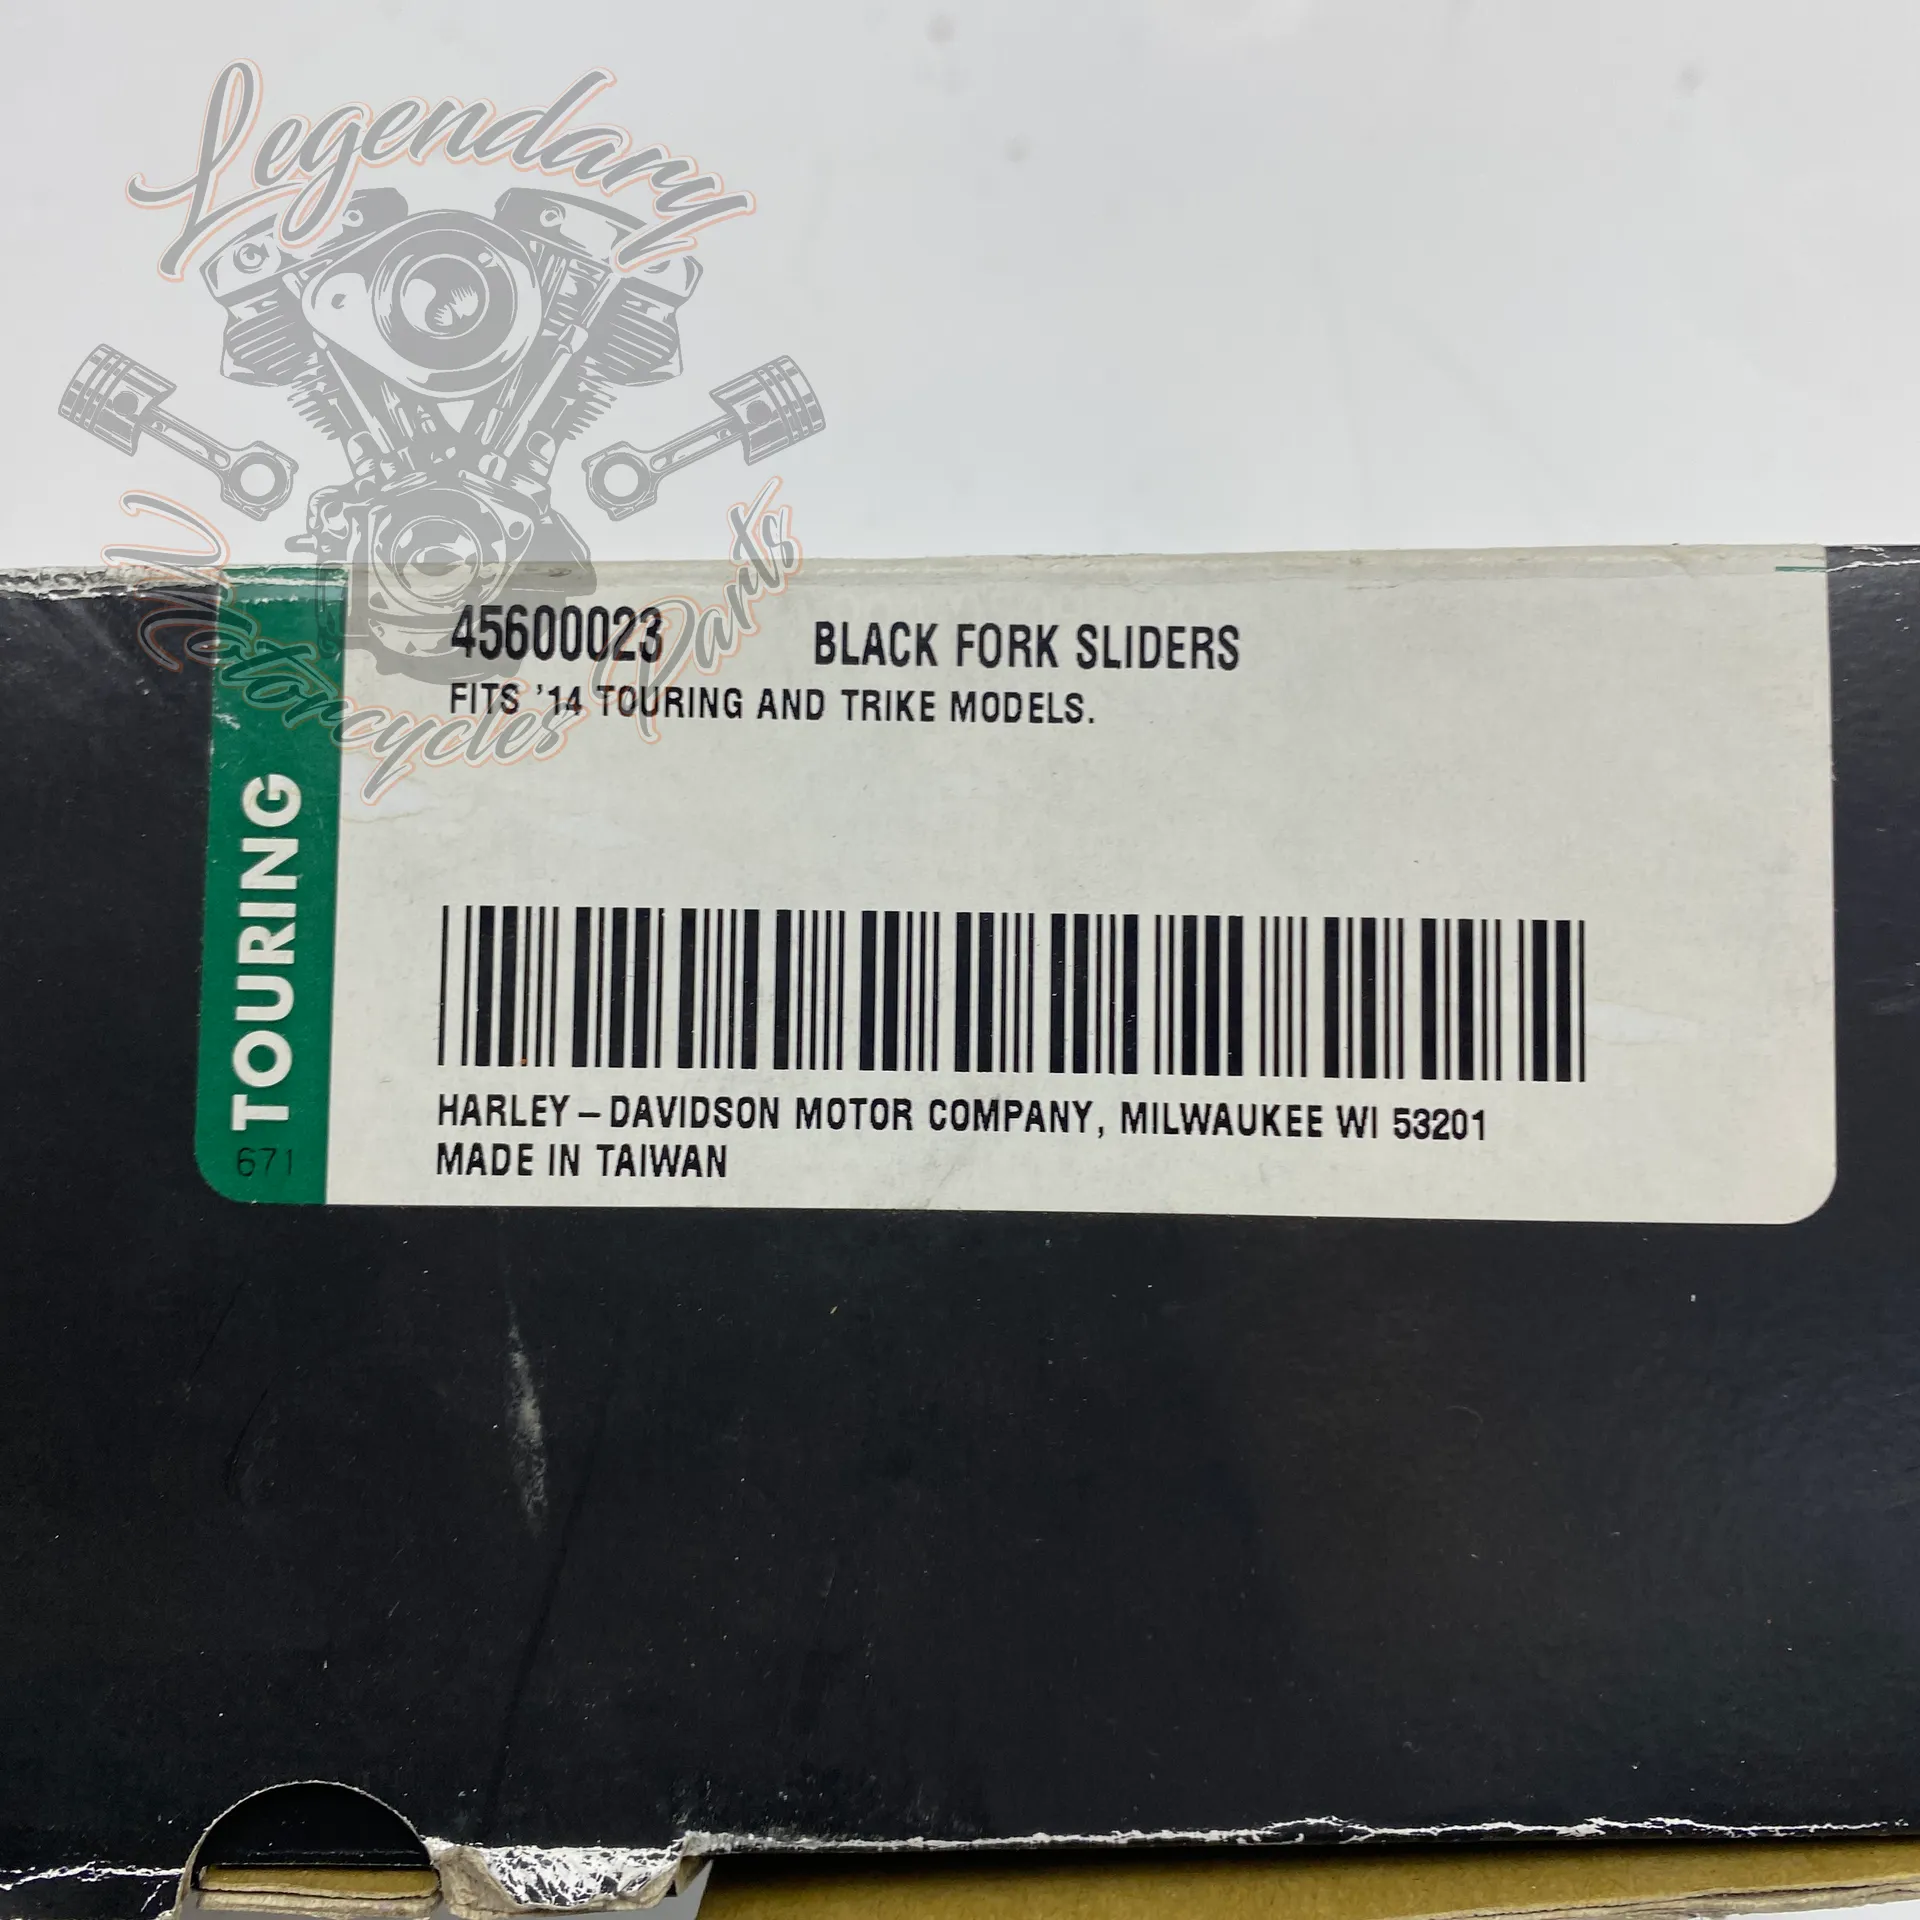 Legendary
Motorcycles Parts
45600023 BLACK FORK SLIDERS
FITS '14 TOURING AND TRIKE MODELS.
TOURING
HARLEY-DAVIDSON MOTOR COMPANY, MILWAUKEE WI 53201
MADE IN TAIWAN
671